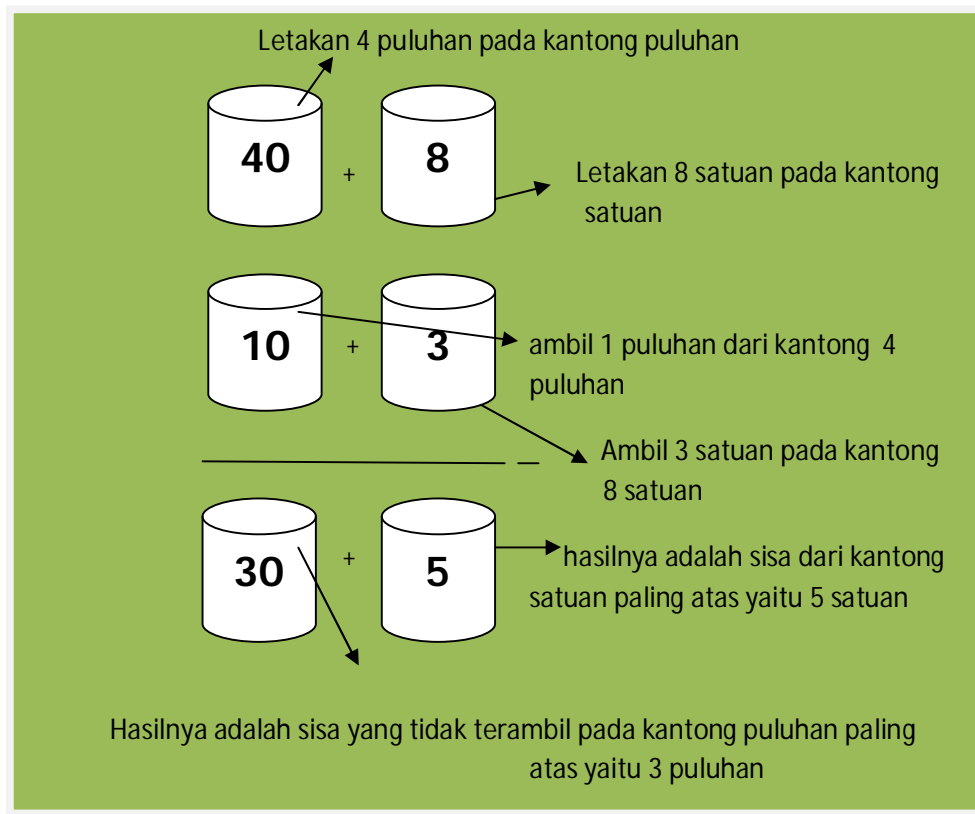 Letakan 4 puluhan pada kantong puluhan
40 + 8
Letakan 8 satuan pada kantong
satuan
10 + 3
ambil 1 puluhan dari kantong 4
puluhan
Ambil 3 satuan pada kantong
8 satuan
30 + 5
hasilnya adalah sisa dari kantong
satuan paling atas yaitu 5 satuan
Hasilnya adalah sisa yang tidak terambil pada kantong puluhan paling
atas yaitu 3 puluhan